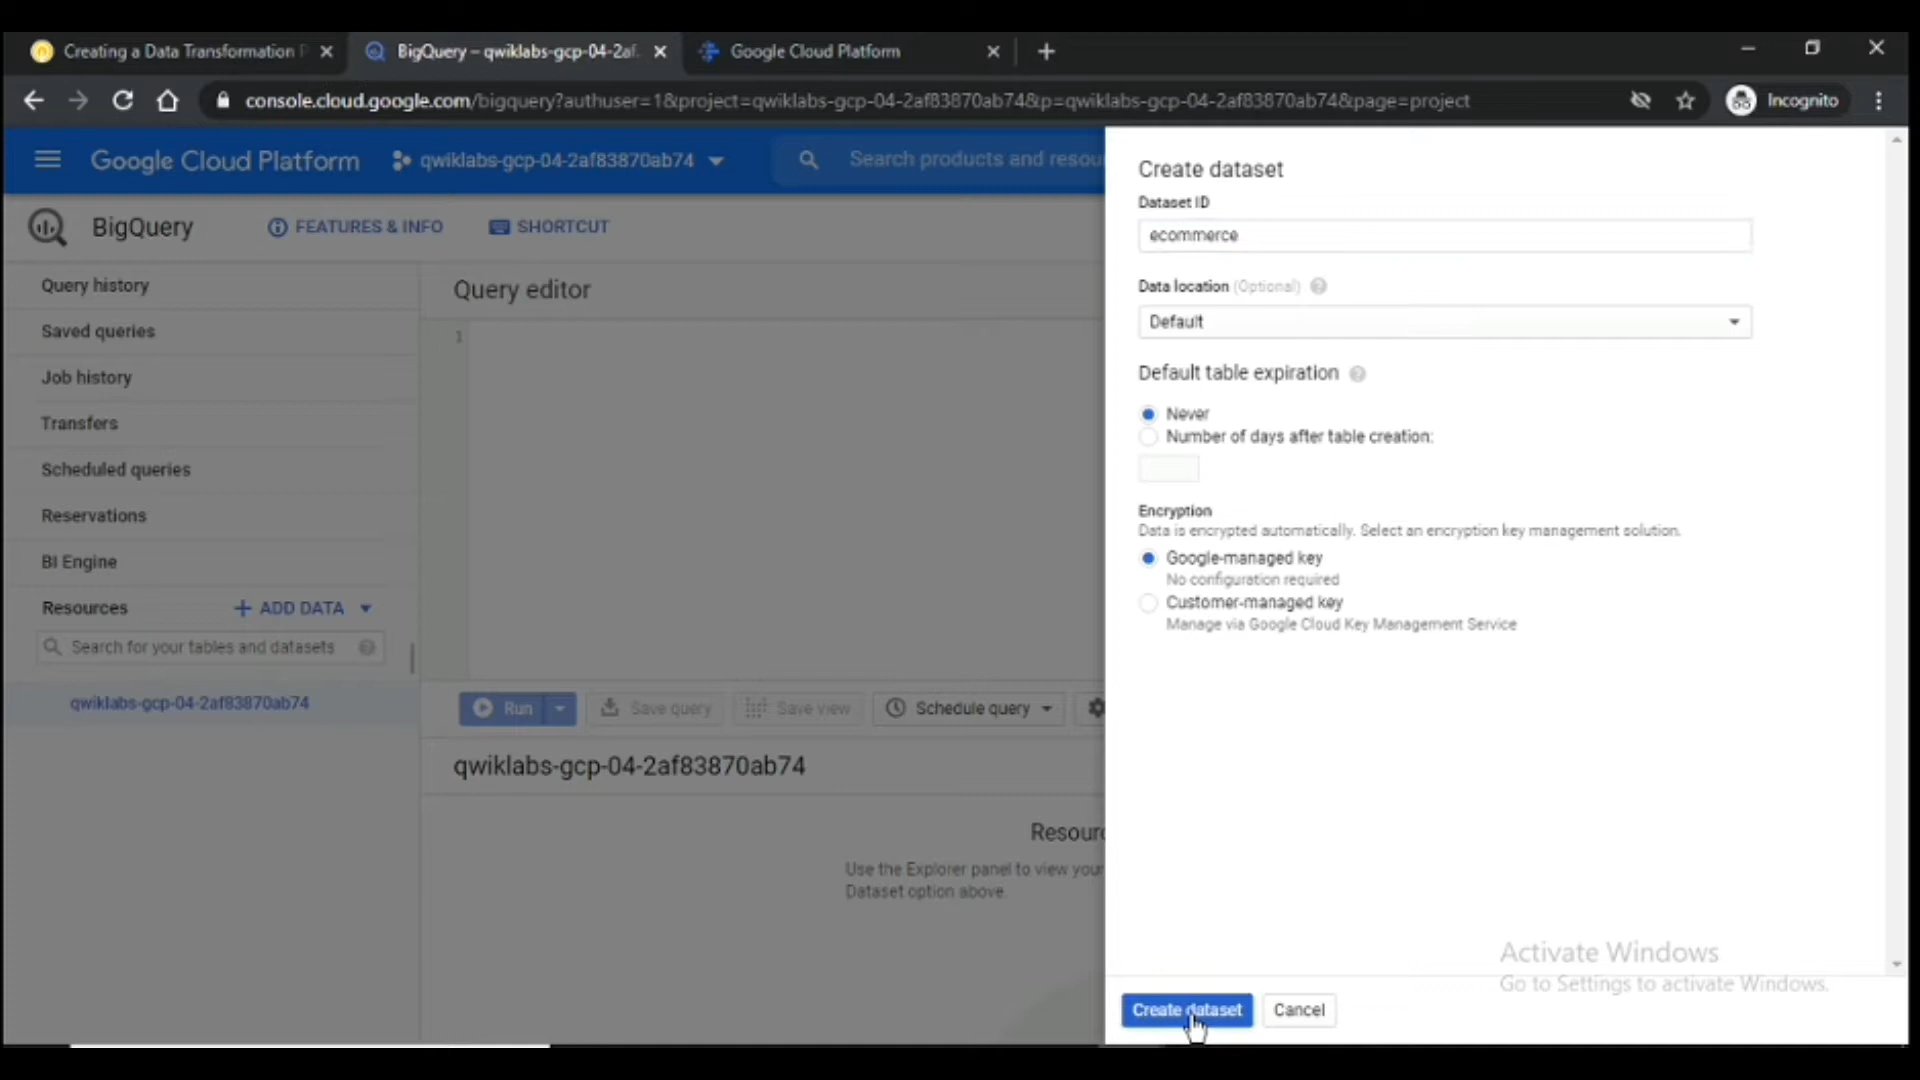 Creating a Data Transformation P
BigQuery – qwiklabs-gcp-04-2af
Google Cloud Platform
console.cloud.google.com/bigquery?authuser=1&project=qwiklabs-gcp-04-2af83870ab74&p=qwiklabs-gcp-04-2af83870ab74&page=project
Incognito
Google Cloud Platform
qwiklabs-gcp-04-2af83870ab74
Search products and resou
BigQuery
FEATURES & INFO
SHORTCUT
Query history
Saved queries
Job history
Transfers
Scheduled queries
Reservations
BI Engine
Resources
+ ADD DATA
Search for your tables and datasets
qwiklabs-gcp-04-2af83870ab74
Query editor
1
Run
Save query
Save view
Schedule query
qwiklabs-gcp-04-2af83870ab74
Resour
Use the Explorer panel to view your
Dataset option above.
Create dataset
Dataset ID
ecommerce
Data location (Optional)
Default
Default table expiration
Never
Number of days after table creation:
Encryption
Data is encrypted automatically. Select an encryption key management solution.
Google-managed key
No configuration required
Customer-managed key
Manage via Google Cloud Key Management Service
Activate Windows
Go to Settings to activate Windows.
Create dataset
Cancel